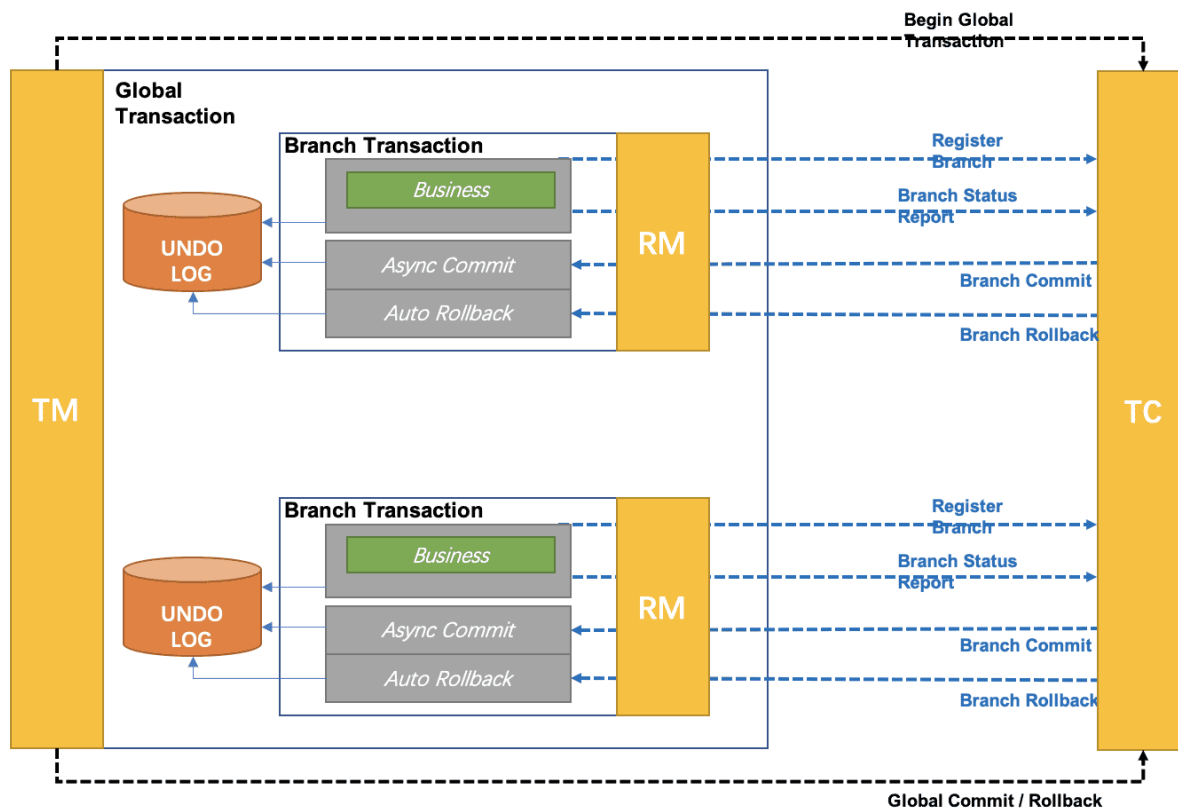 Begin Global
Transaction
Global
Transaction
Branch Transaction
Business
Async Commit
Auto Rollback
UNDO
LOG
RM
Register
Branch
Branch Status
Report
Branch Commit
Branch Rollback
TM
TC
Branch Transaction
Business
Async Commit
Auto Rollback
UNDO
LOG
RM
Register
Branch
Branch Status
Report
Branch Commit
Branch Rollback
Global Commit / Rollback